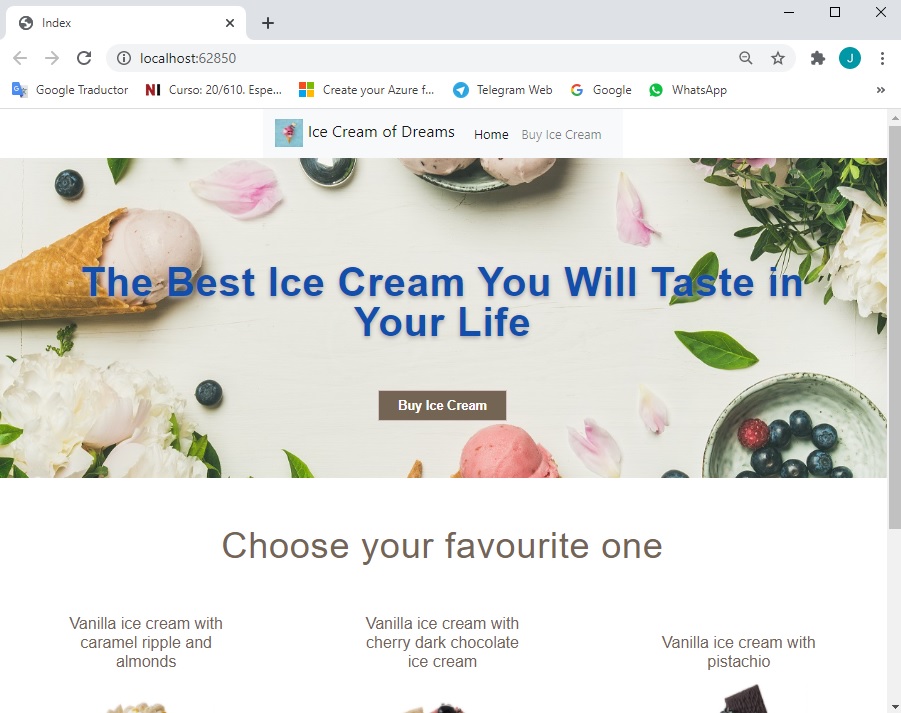 Index
localhost:62850
J
Google Traductor
NI Curso: 20/610. Espe...
Create your Azure f...
Telegram Web
Google
WhatsApp
»
Ice Cream of Dreams Home Buy Ice Cream
The Best Ice Cream You Will Taste in
Your Life
Buy Ice Cream
Choose your favourite one
Vanilla ice cream with
caramel ripple and
almonds
Vanilla ice cream with
cherry dark chocolate
ice cream
Vanilla ice cream with
pistachio